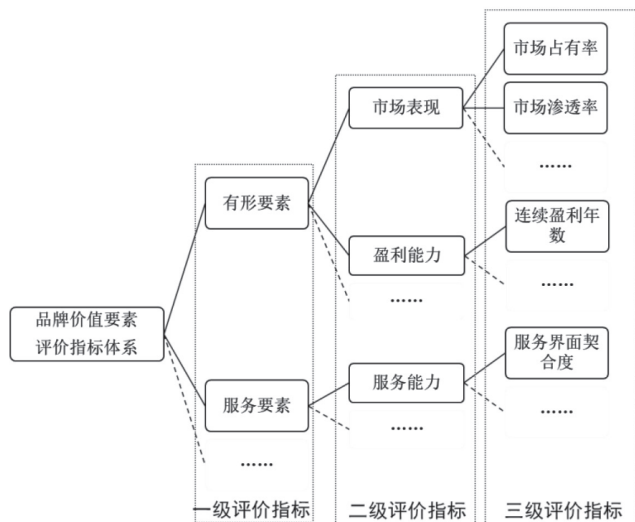 市场占有率
市场表现
市场渗透率
……
有形要素
连续盈利年
数
盈利能力
……
……
品牌价值要素
评价指标体系
服务界面契
合度
服务要素
服务能力
……
……
……
一级评价指标
二级评价指标
三级评价指标